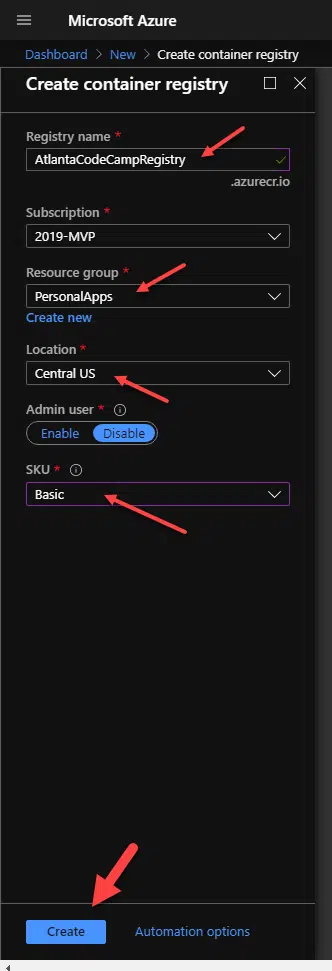 Microsoft Azure
Dashboard > New > Create container registry
Create container registry
Registry name *
AtlantaCodeCampRegistry
.azurecr.io
Subscription *
2019-MVP
Resource group *
PersonalApps
Create new
Location *
Central US
Admin user *
Enable Disable
SKU *
Basic
Create Automation options